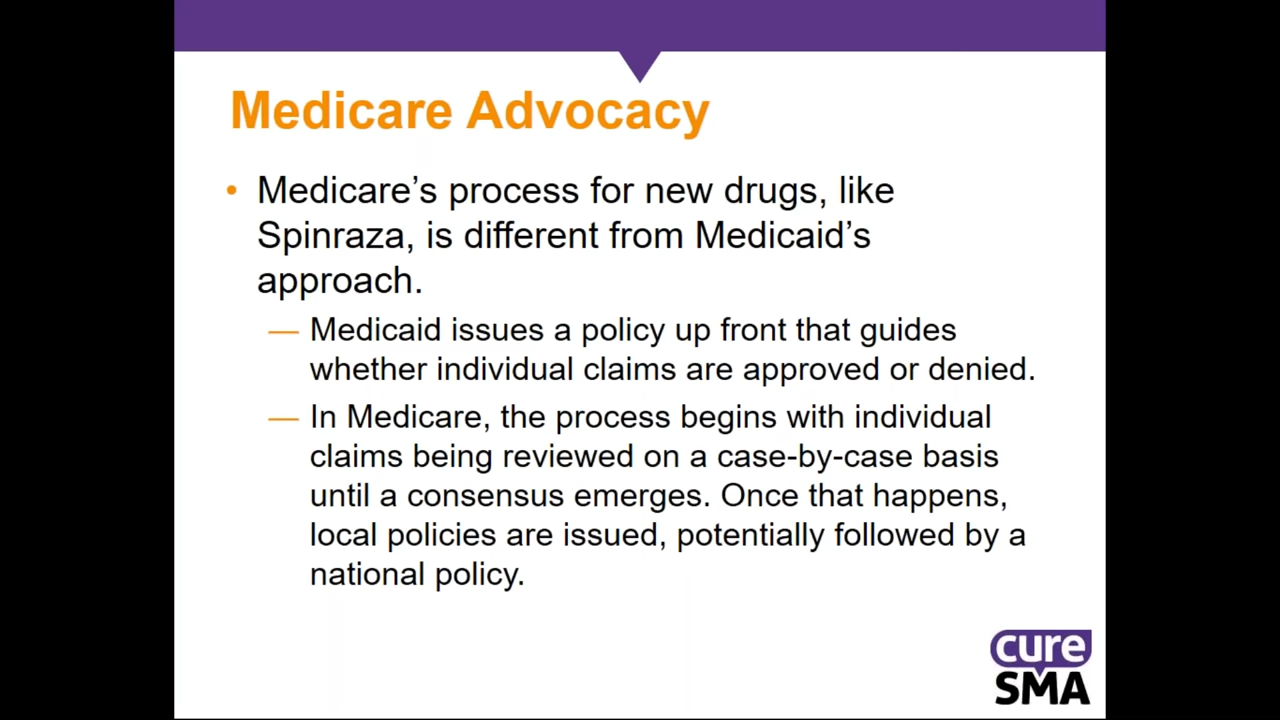 Medicare Advocacy
• Medicare’s process for new drugs, like
Spinraza, is different from Medicaid’s
approach.
— Medicaid issues a policy up front that guides
whether individual claims are approved or denied.
— In Medicare, the process begins with individual
claims being reviewed on a case-by-case basis
until a consensus emerges. Once that happens,
local policies are issued, potentially followed by a
national policy.
cure
SMA